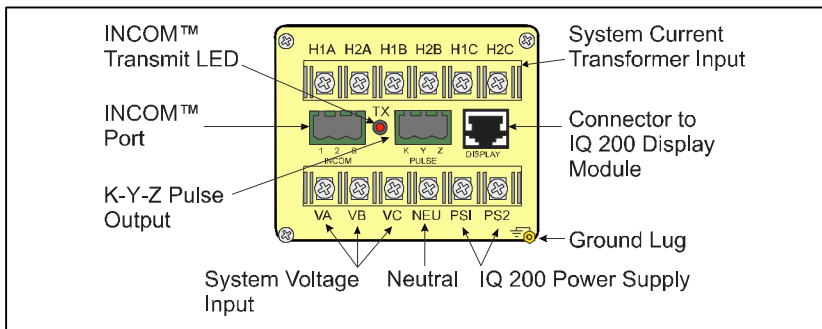 INCOM™
Transmit LED
H1A H2A H1B H2B H1C H2C
System Current
Transformer Input
INCOM™
Port
TX
1 2 S
INCOM
K Y Z
PULSE
DISPLAY
Connector to
IQ 200 Display
Module
K-Y-Z Pulse
Output
VA VB VC NEU PS1 PS2
Ground Lug
System Voltage
Input
Neutral
IQ 200 Power Supply